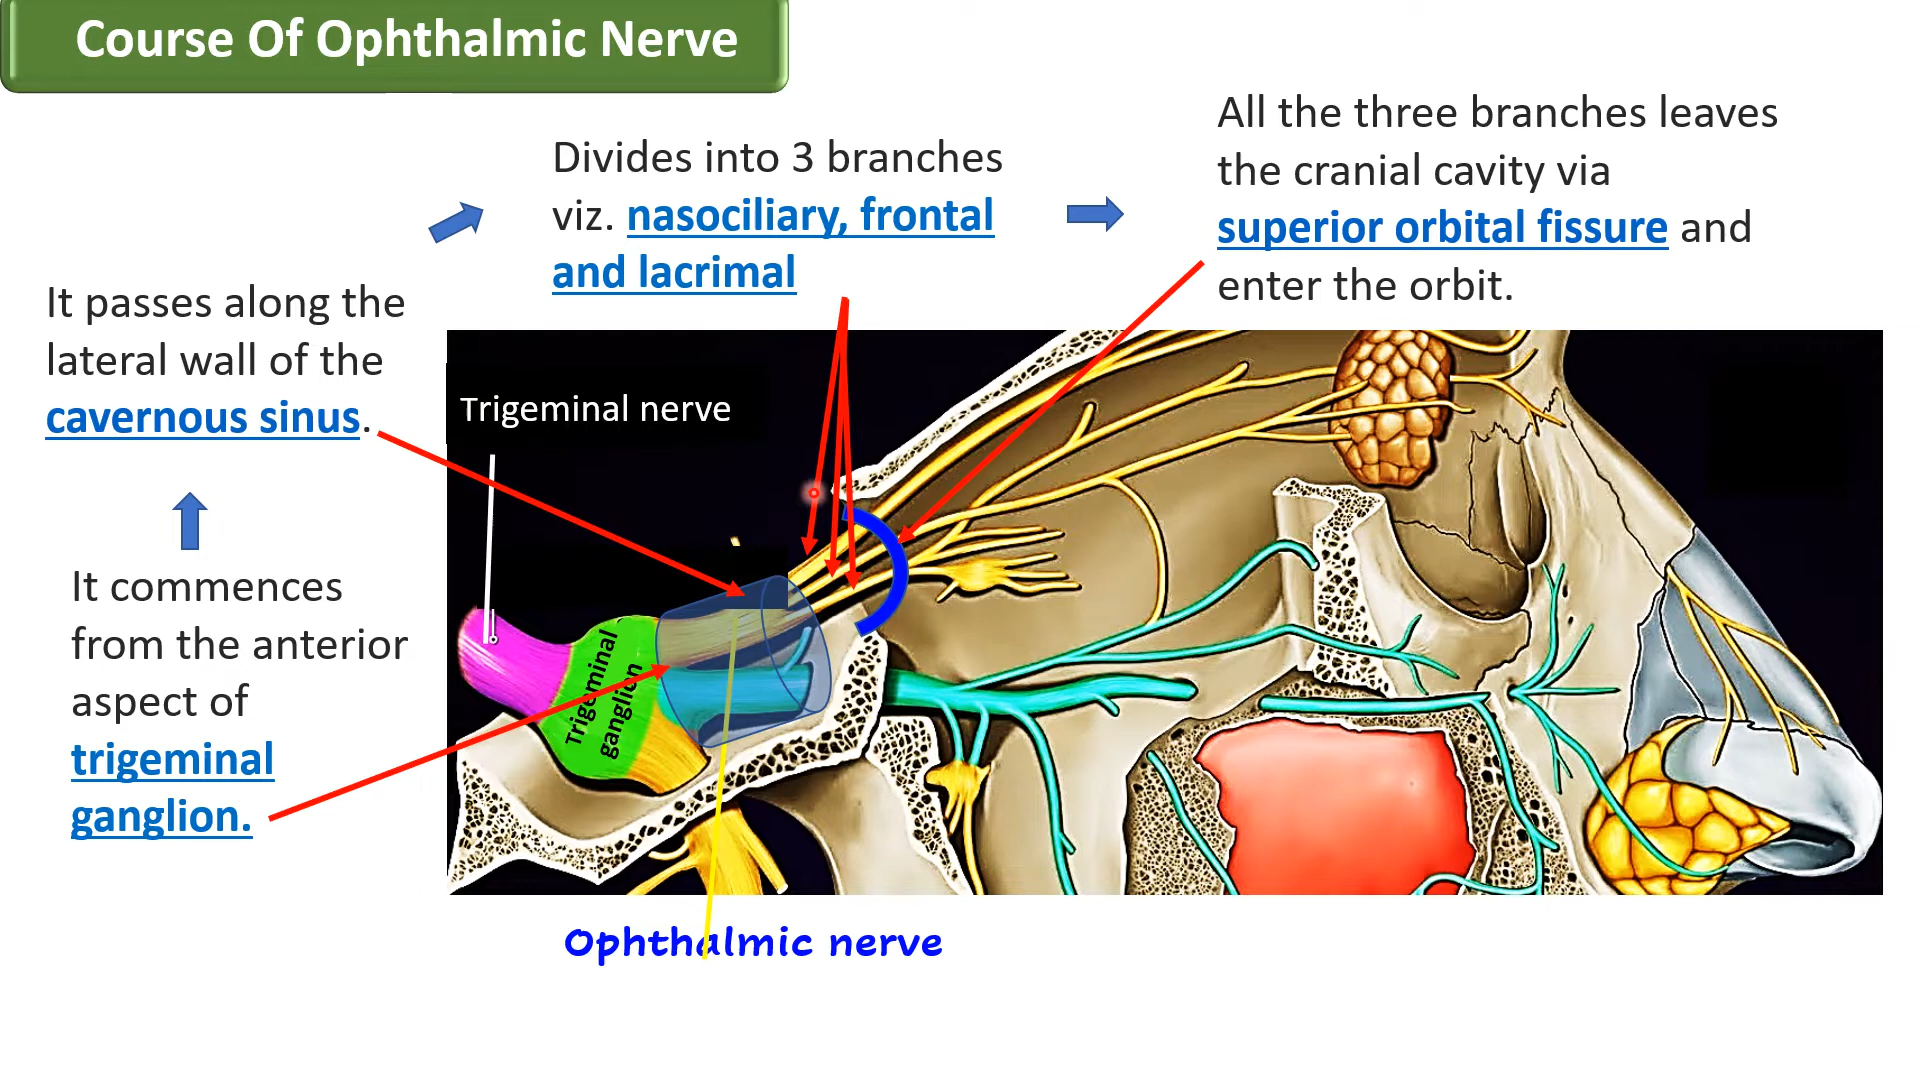 Course Of Ophthalmic Nerve
All the three branches leaves
the cranial cavity via
superior orbital fissure and
enter the orbit.
Divides into 3 branches
viz. nasociliary, frontal
and lacrimal
It passes along the
lateral wall of the
cavernous sinus.
It commences
from the anterior
aspect of
trigeminal
ganglion.
Trigeminal nerve
Trigeminal
ganglion
Ophthalmic nerve